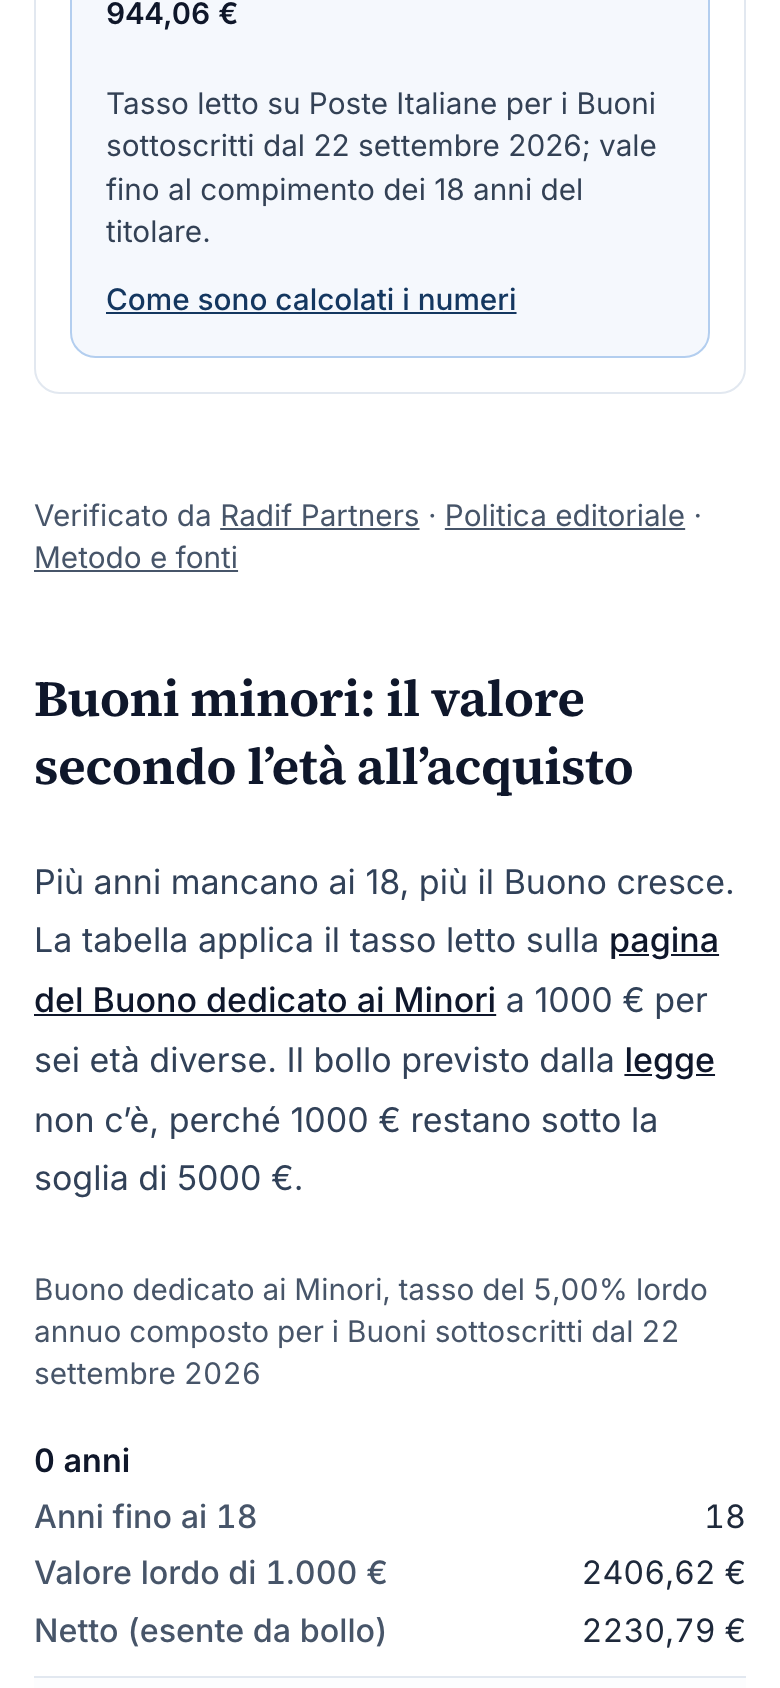 944,06 €
Tasso letto su Poste Italiane per i Buoni
sottoscritti dal 22 settembre 2026; vale
fino al compimento dei 18 anni del
titolare.
Come sono calcolati i numeri
Verificato da Radif Partners · Politica editoriale ·
Metodo e fonti
Buoni minori: il valore
secondo l’età all’acquisto
Più anni mancano ai 18, più il Buono cresce.
La tabella applica il tasso letto sulla pagina
del Buono dedicato ai Minori a 1000 € per
sei età diverse. Il bollo previsto dalla legge
non c’è, perché 1000 € restano sotto la
soglia di 5000 €.
Buono dedicato ai Minori, tasso del 5,00% lordo
annuo composto per i Buoni sottoscritti dal 22
settembre 2026
0 anni
Anni fino ai 18 18
Valore lordo di 1.000 € 2406,62 €
Netto (esente da bollo) 2230,79 €